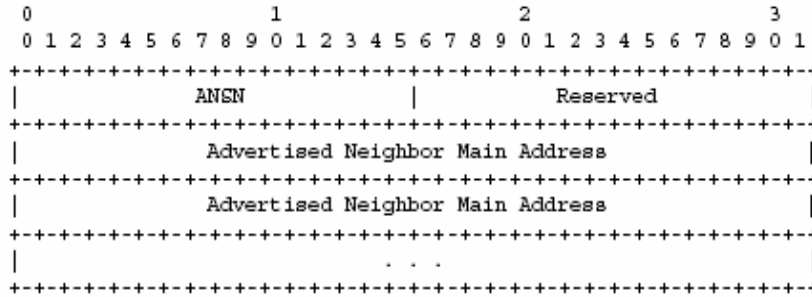 0                   1                   2                   3
0 1 2 3 4 5 6 7 8 9 0 1 2 3 4 5 6 7 8 9 0 1 2 3 4 5 6 7 8 9 0 1
+-+-+-+-+-+-+-+-+-+-+-+-+-+-+-+-+-+-+-+-+-+-+-+-+-+-+-+-+-+-+-+-
| ANSN | Reserved
+-+-+-+-+-+-+-+-+-+-+-+-+-+-+-+-+-+-+-+-+-+-+-+-+-+-+-+-+-+-+-+-
| Advertised Neighbor Main Address |
+-+-+-+-+-+-+-+-+-+-+-+-+-+-+-+-+-+-+-+-+-+-+-+-+-+-+-+-+-+-+-+-
| Advertised Neighbor Main Address |
+-+-+-+-+-+-+-+-+-+-+-+-+-+-+-+-+-+-+-+-+-+-+-+-+-+-+-+-+-+-+-+-
| . . . |
+-+-+-+-+-+-+-+-+-+-+-+-+-+-+-+-+-+-+-+-+-+-+-+-+-+-+-+-+-+-+-+-